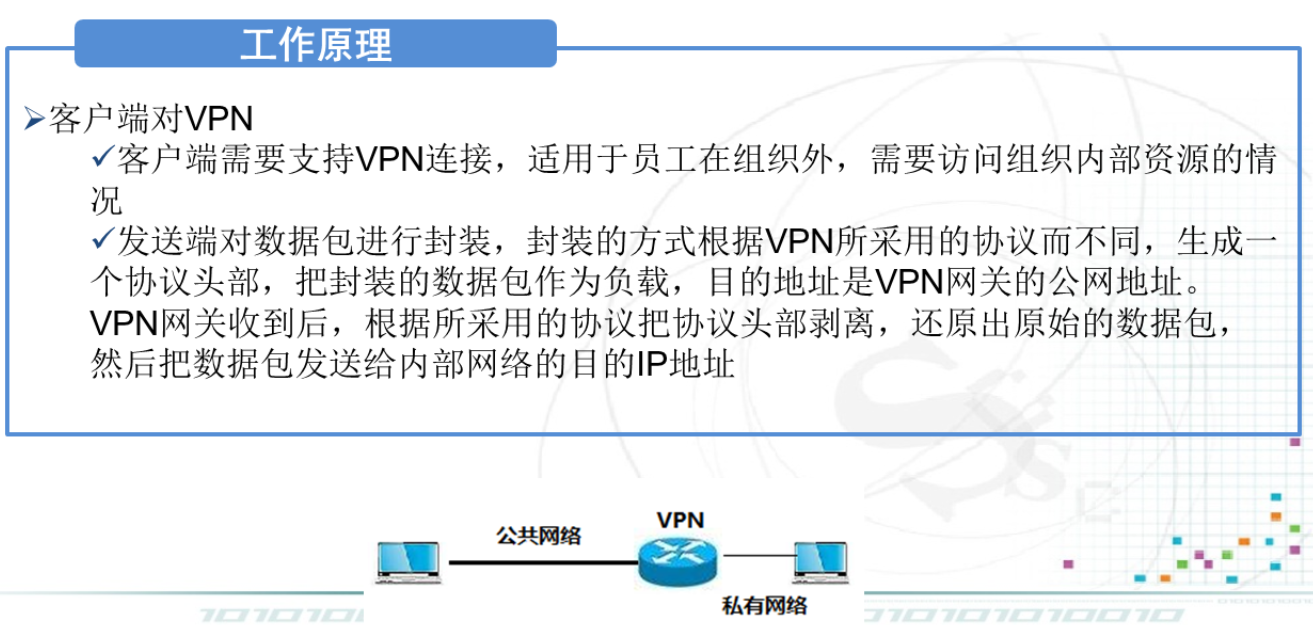 工作原理
➢客户端对VPN
✓客户端需要支持VPN连接，适用于员工在组织外，需要访问组织内部资源的情
况
✓发送端对数据包进行封装，封装的方式根据VPN所采用的协议而不同，生成一
个协议头部，把封装的数据包作为负载，目的地址是VPN网关的公网地址。
VPN网关收到后，根据所采用的协议把协议头部剥离，还原出原始的数据包，
然后把数据包发送给内部网络的目的IP地址
VPN
公共网络
私有网络
1010100
01010101010010